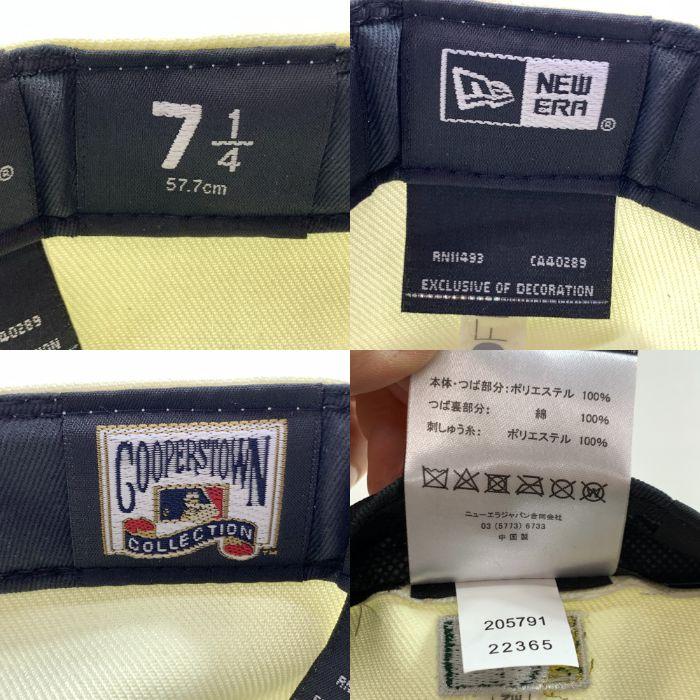 7 1/4
57.7cm
®
CA40289
NEW
ERA
®
RN11493 CA40289
EXCLUSIVE OF DECORATION
COOPERSTOWN
COLLECTION
本体・つば部分：ポリエステル 100%
つば裏部分： 綿 100%
刺しゅう糸： ポリエステル 100%
ニューエラジャパン合同会社
03 (5773) 6733
中国製
205791
22365